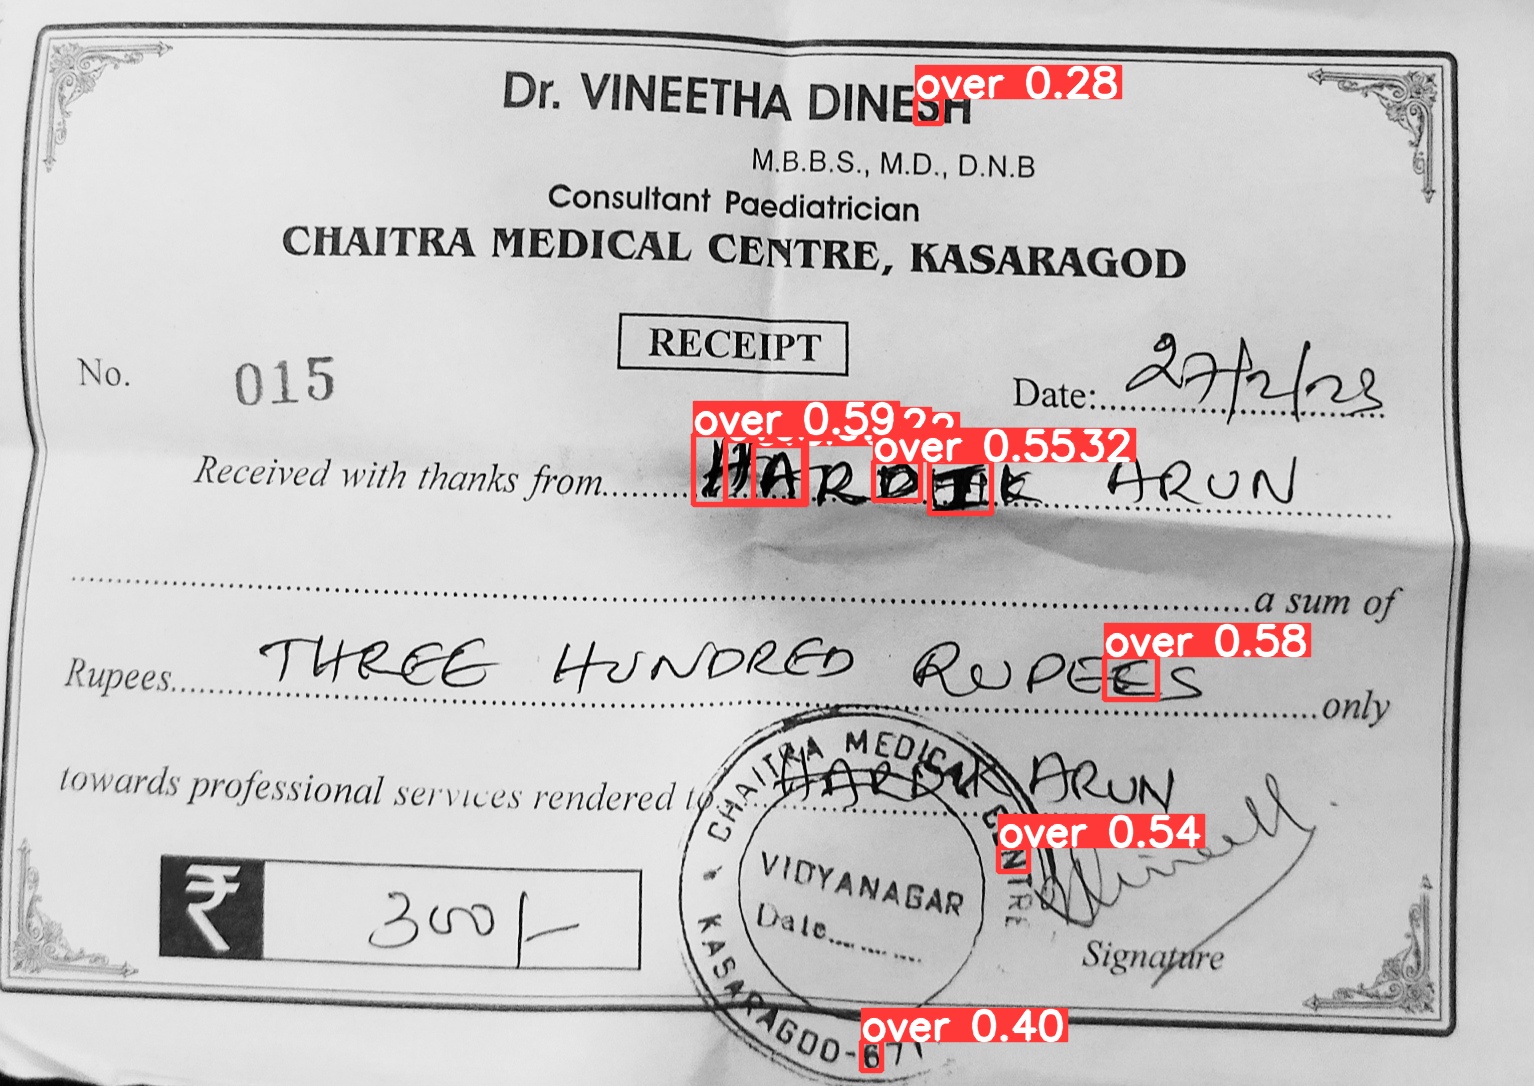 Dr. VINEETHA DINESH
over 0.28
M.B.B.S., M.D., D.N.B
Consultant Paediatrician
CHAITRA MEDICAL CENTRE, KASARAGOD
RECEIPT
No. 015
Date: 27/2/23
over 0.59
over 0.5532
Received with thanks from HARDIK ARUN
a sum of
over 0.58
Rupees THREE HUNDRED RUPEES only
towards professional services rendered to HARDIK ARUN
over 0.54
₹ 300/-
CHAITRA MEDICAL CENTRE
VIDYANAGAR
Date
KASARAGOD-671
Signature
over 0.40